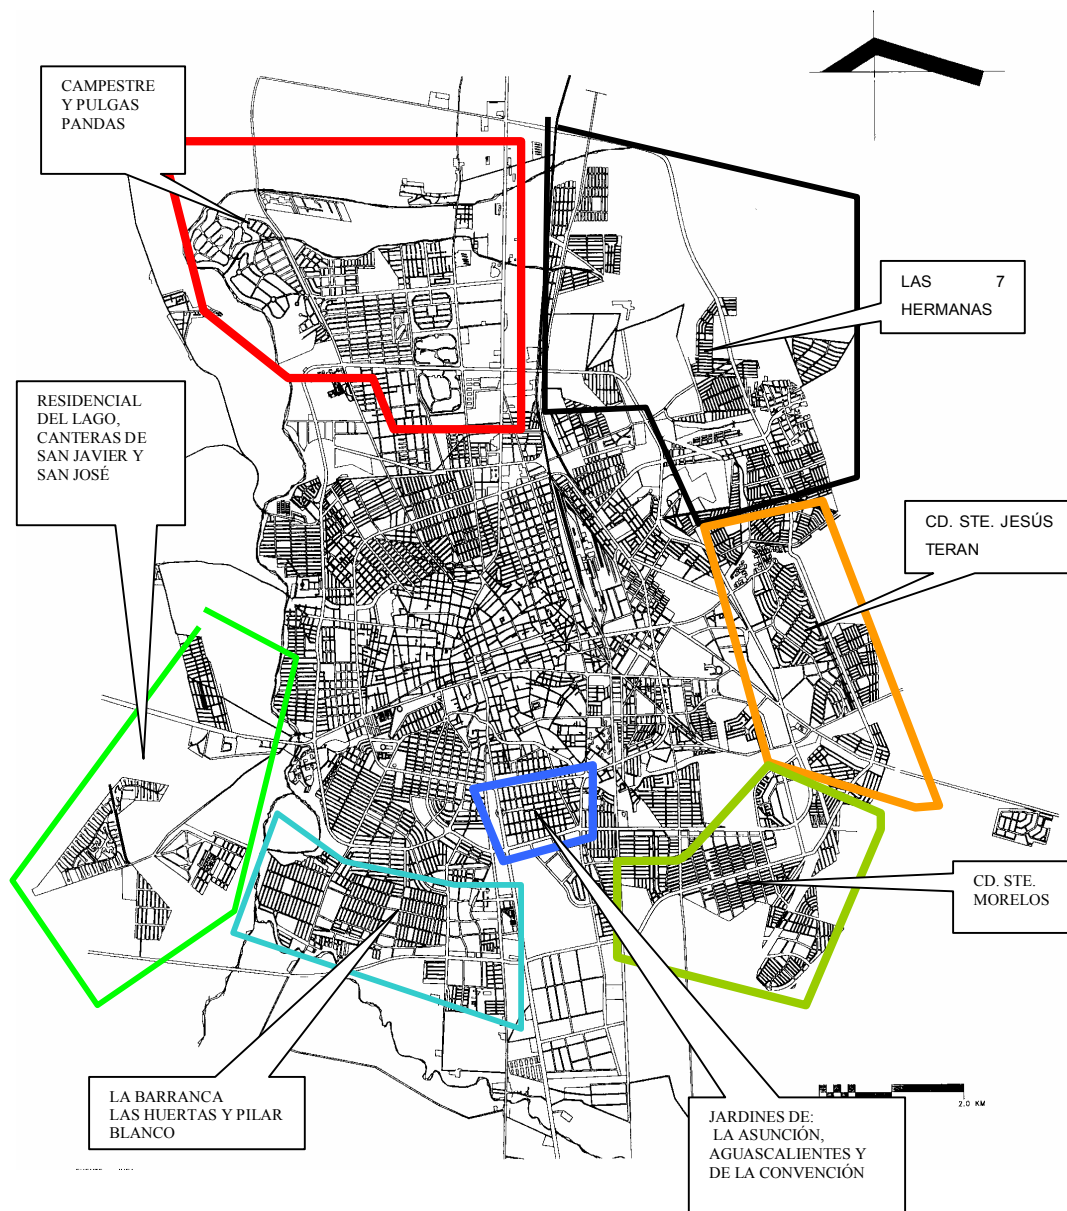 CAMPESTRE
Y PULGAS
PANDAS
LAS 7
HERMANAS
RESIDENCIAL
DEL LAGO,
CANTERAS DE
SAN JAVIER Y
SAN JOSÉ
CD. STE. JESÚS
TERAN
CD. STE.
MORELOS
LA BARRANCA
LAS HUERTAS Y PILAR
BLANCO
2.0 KM
JARDINES DE:
LA ASUNCIÓN,
AGUASCALIENTES Y
DE LA CONVENCIÓN